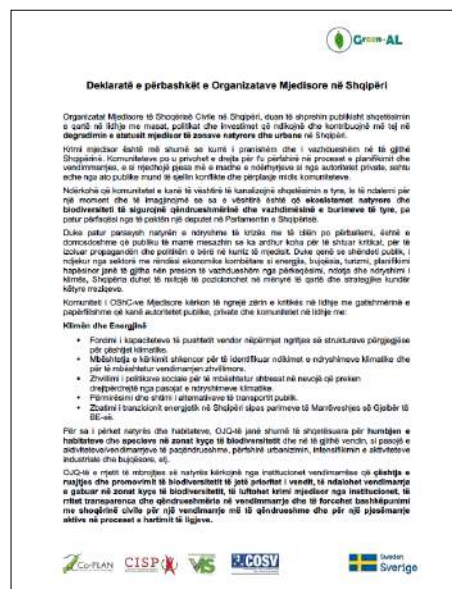 Green-AL
Deklaratë e përbashkët e Organizatave Mjedisore në Shqipëri
Organizatat Mjedisore të Shoqërisë Civile në Shqipëri, duan të shprehin publikisht shqetësimin
e qartë në lidhje me masat, politikat dhe investimet që ndikojnë dhe kontribuojnë më tej në
degradimin e statusit mjedisor të zonave natyrore dhe urbane në Shqipëri.
Krimi mjedisor është më shumë se kurrë i pranishëm dhe i vazhdueshëm në të gjithë
Shqipërinë. Komuniteteve po u privohet e drejta për t'u përfshirë në proceset e planifikimit dhe
vendimmarrjes, e si rrjedhojë pjesa më e madhe e ndërhyrjeve si nga autoritetet private, ashtu
edhe nga ato publike mund të sjellin konflikte dhe përplasje midis komuniteteve.
Ndërkohë që komunitetet e kanë të vështirë të kanalizojnë shqetësimin e tyre, le të ndalemi për
një moment dhe të imagjinojmë se sa e vështirë është që ekosistemet natyrore dhe
biodiversiteti të sigurojnë qëndrueshmërinë dhe vazhdimësinë e burimeve të tyre, pa
patur përfaqësi nga të paktën një deputet në Parlamentin e Shqipërisë.
Duke patur parasysh natyrën e ndryshme të krizës me të cilën po përballemi, është e
domosdoshme që publiku të marrë mesazhin se ka ardhur koha për të shtuar kritikat, për të
izoluar propagandën dhe politikën e bërë në kurriz të mjedisit. Duke qenë se shëndeti publik, i
ndjekur nga sektorë me rëndësi ekonomike kombëtare si energjia, bujqësia, turizmi, planifikimi
hapësinor janë të gjitha nën presion të vazhdueshëm nga përkeqësimi, ndotja dhe ndryshimi i
klimës, Shqipëria duhet të rrisë të pozicionohet në mënyrë të qartë dhe strategjike kundër
këtyre rreziqeve.
Komuniteti i OShC-ve Mjedisore kërkon të ngrejë zërin e kritikës në lidhje me gatishmërinë e
papërfillshme që kanë autoritetet publike, private dhe komunitetet në lidhje me:
Klimën dhe Energjinë
• Forcimi i kapaciteteve të pushtetit vendor nëpërmjet ngritjes së strukturave përgjegjëse
për çështjet klimatike.
• Mbështetja e kërkimit shkencor për të identifikuar ndikimet e ndryshimeve klimatike dhe
për të mbështetur vendimarrjen zhvillimore.
• Zhvillimi i politikave sociale për të mbështetur shtresat në nevojë që preken
drejtpërdrejtë nga pasojat e ndryshimeve klimatike.
• Përmirësimi dhe shtimi i alternativave të transportit publik.
• Zbatimi i tranzicionit energjetik në Shqipëri sipas parimeve të Marrëveshjes së Gjelbër të
BE-së.
Për sa i përket natyrës dhe habitateve, OJQ-të janë shumë të shqetësuara për humbjen e
habitateve dhe specieve në zonat kyçe të biodiversitetit dhe në të gjithë vendin, si pasojë e
aktiviteteve/vendimmarrjeve të paqëndrueshme, përfshirë urbanizimin, intensifikimin e aktiviteteve
industriale dhe bujqësore, etj.
OJQ-të e rrjetit të mbrojtjes së natyrës kërkojnë nga institucionet vendimmarrëse që çështja e
ruajtjes dhe promovimit të biodiversitetit të jetë prioritet i vendit, të ndalohet vendimmarrja
e gabuar në zonat kyçe të biodiversitetit, të luftohet krimi mjedisor nga institucionet, të
rritet transparenca dhe qëndrueshmëria në vendimmarrje dhe të forcohet bashkëpunimi
me shoqërinë civile për një vendimmarrje më të qëndrueshme dhe për një pjesëmarrje
aktive në proceset e hartimit të ligjeve.
Co-PLAN CISP VIS COSV Sweden
Sverige